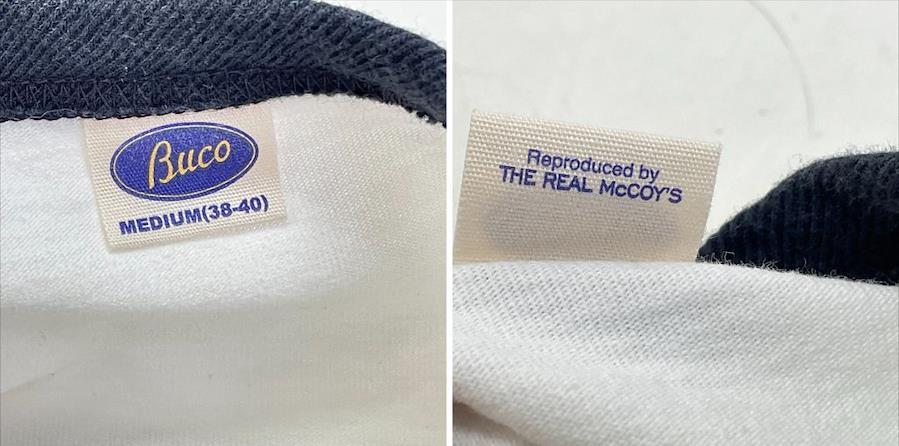 Buco
MEDIUM(38-40)
Reproduced by
THE REAL McCOY'S